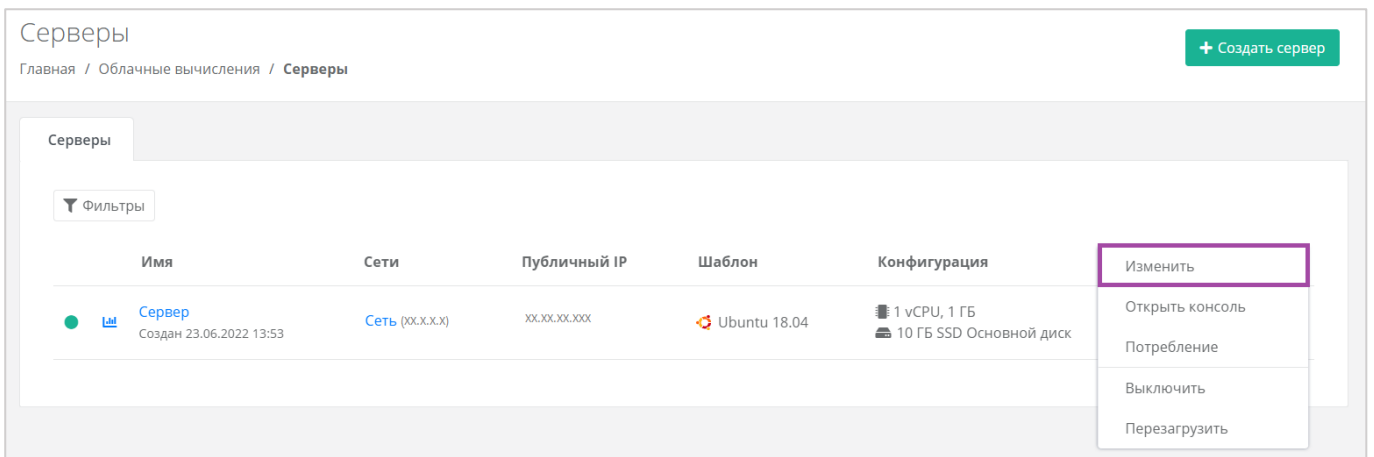 Серверы
+ Создать сервер
Главная / Облачные вычисления / Серверы
Серверы
Фильтры
Имя Сети Публичный IP Шаблон Конфигурация
Сервер
Создан 23.06.2022 13:53
Сеть (XX.X.X.X)
XX.XX.XX.XXX
Ubuntu 18.04
1 vCPU, 1 ГБ
10 ГБ SSD Основной диск
Изменить
Открыть консоль
Потребление
Выключить
Перезагрузить